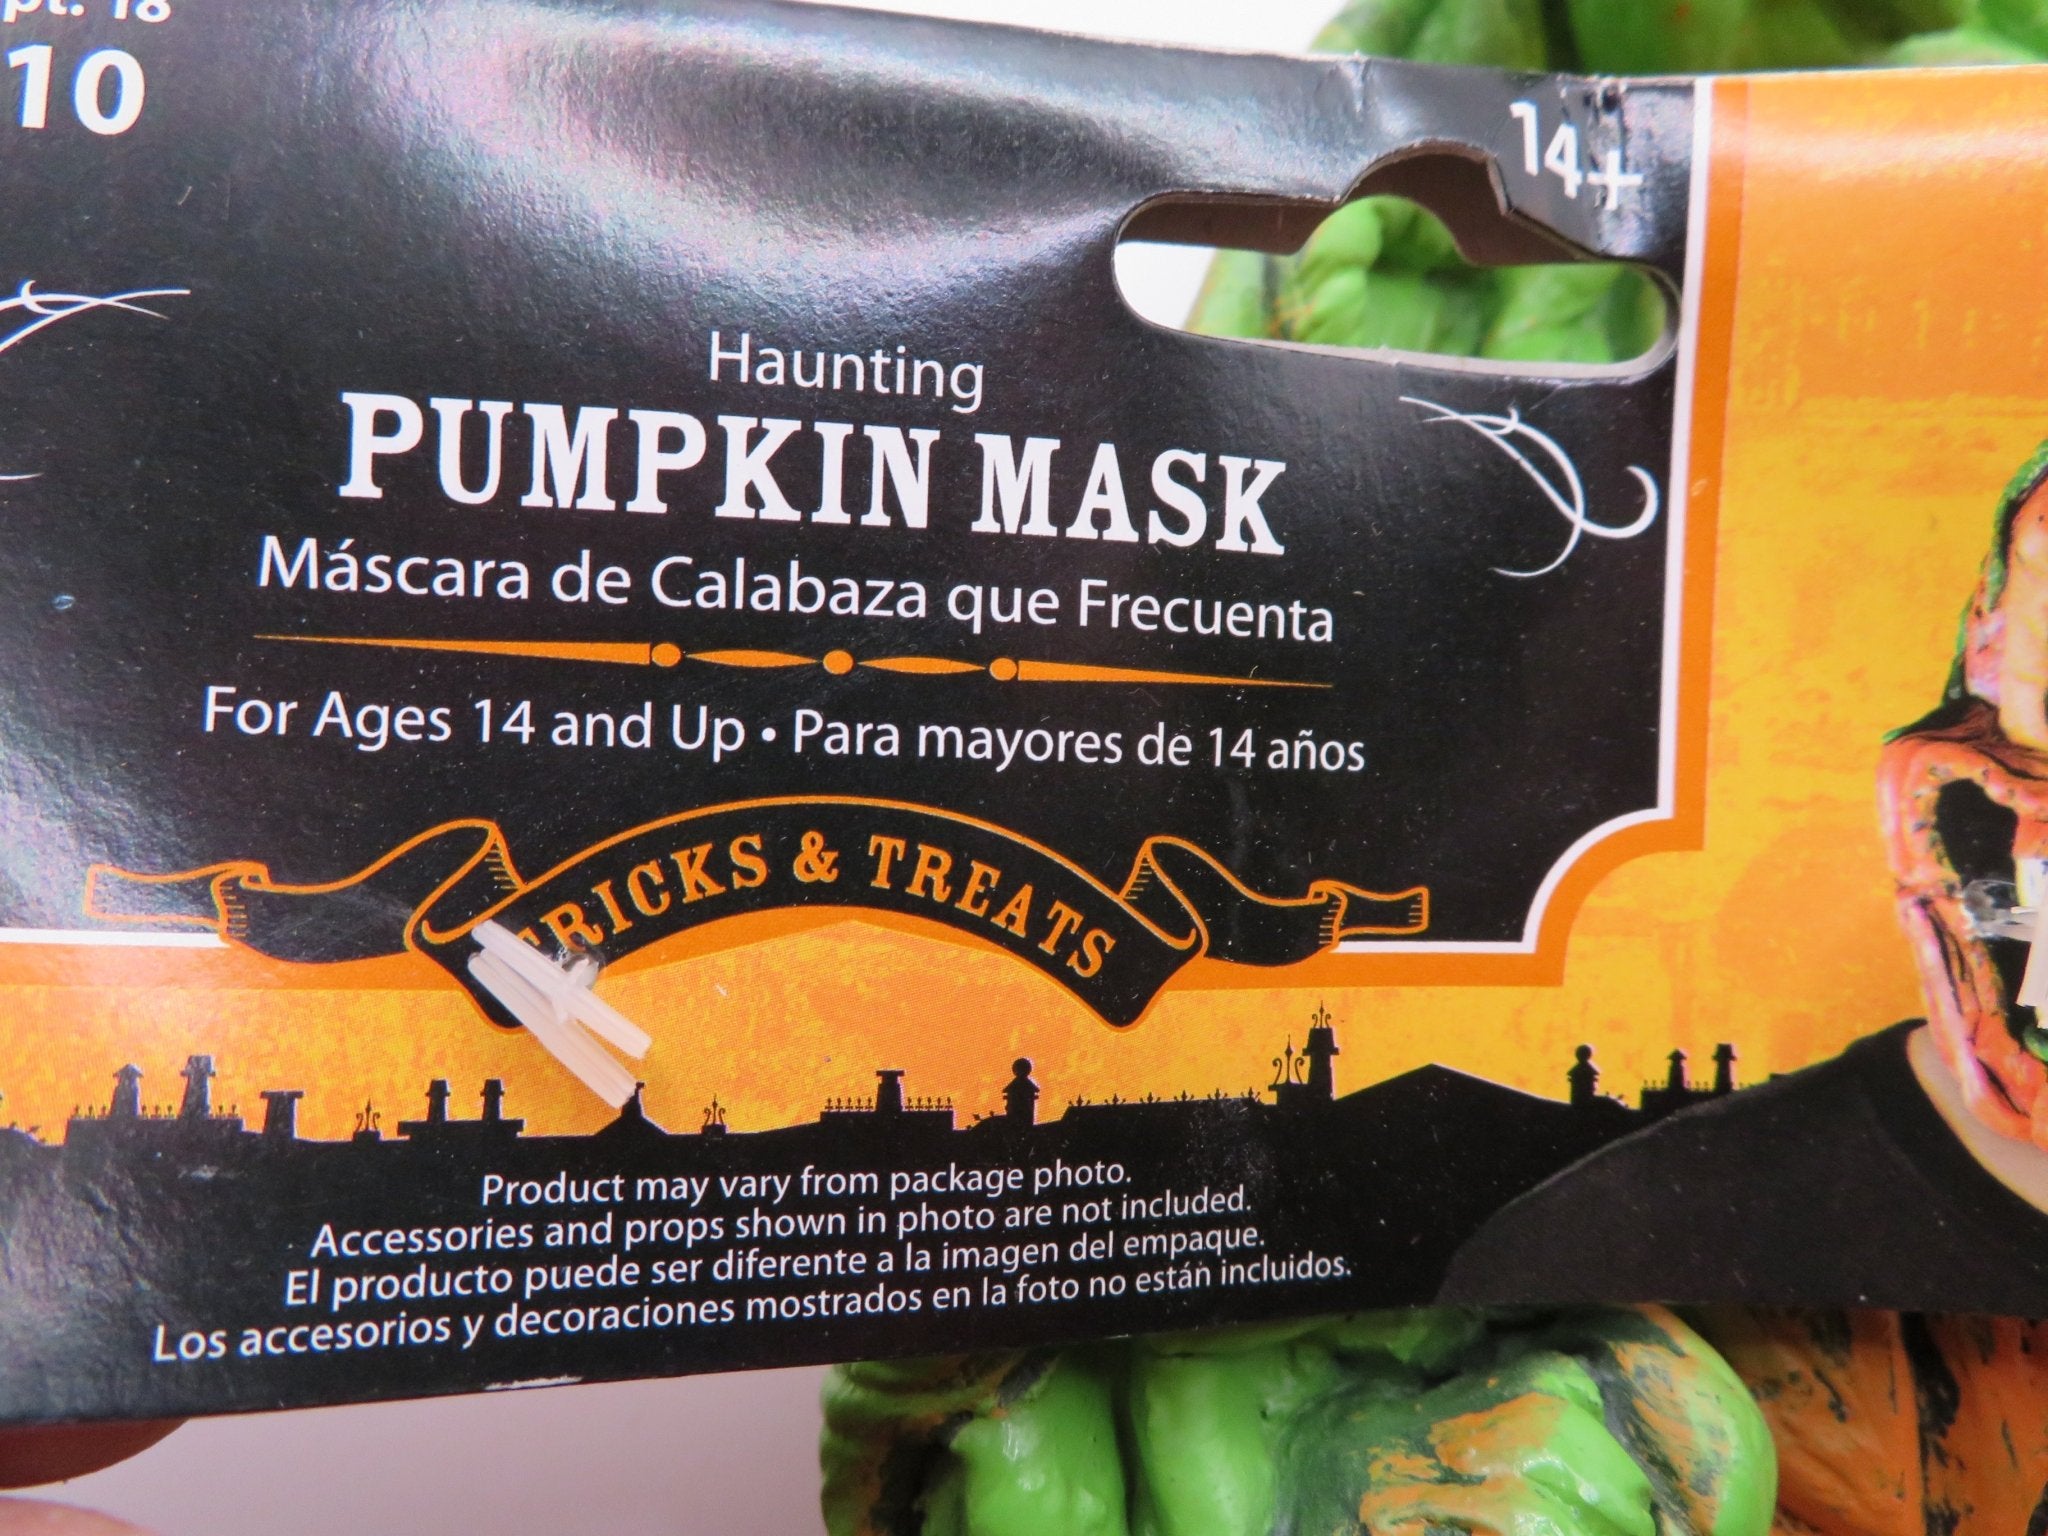 18
10
14+
Haunting
PUMPKIN MASK
Máscara de Calabaza que Frecuenta
For Ages 14 and Up • Para mayores de 14 años
TRICKS & TREATS
Product may vary from package photo.
Accessories and props shown in photo are not included.
El producto puede ser diferente a la imagen del empaque.
Los accesorios y decoraciones mostrados en la foto no están incluidos.